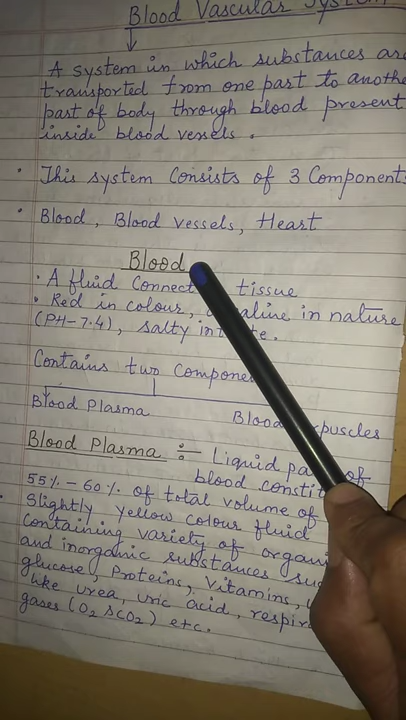 Blood Vascular System
A system in which substances are
transported from one part to another
part of body through blood present
inside blood vessels.
• This system Consists of 3 Components
• Blood, Blood vessels, Heart
Blood
• A fluid Connect tissue
• Red in colour, aline in nature
(PH-7.4), salty in te.
Contains two Compone
Blood Plasma
Blood puscles
Blood Plasma ÷ Liquid pa of
blood constit
55% - 60% of total volume of
• Slightly yellow colour fluid
Containing variety of organi
and inorganic substances su
glucose, Proteins, Vitamins,
like urea, uric acid, respir
gases (O2 & CO2) etc.